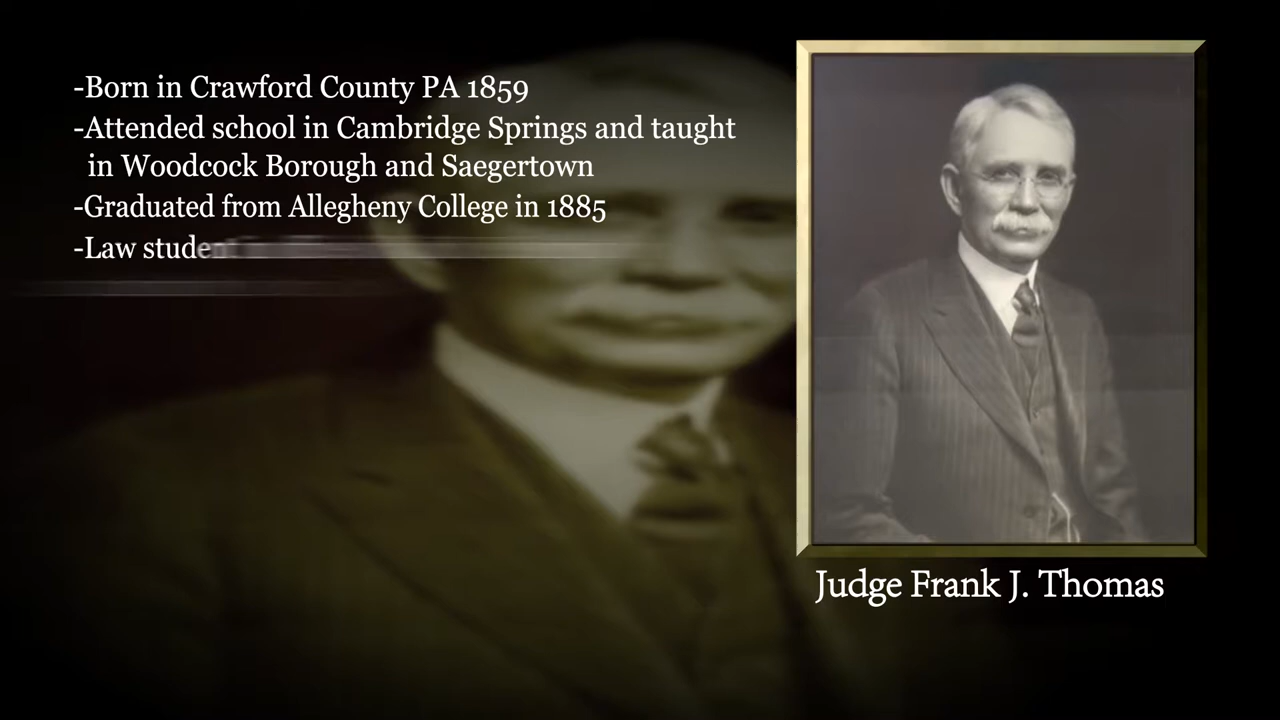 -Born in Crawford County PA 1859
-Attended school in Cambridge Springs and taught
in Woodcock Borough and Saegertown
-Graduated from Allegheny College in 1885
-Law student
Judge Frank J. Thomas